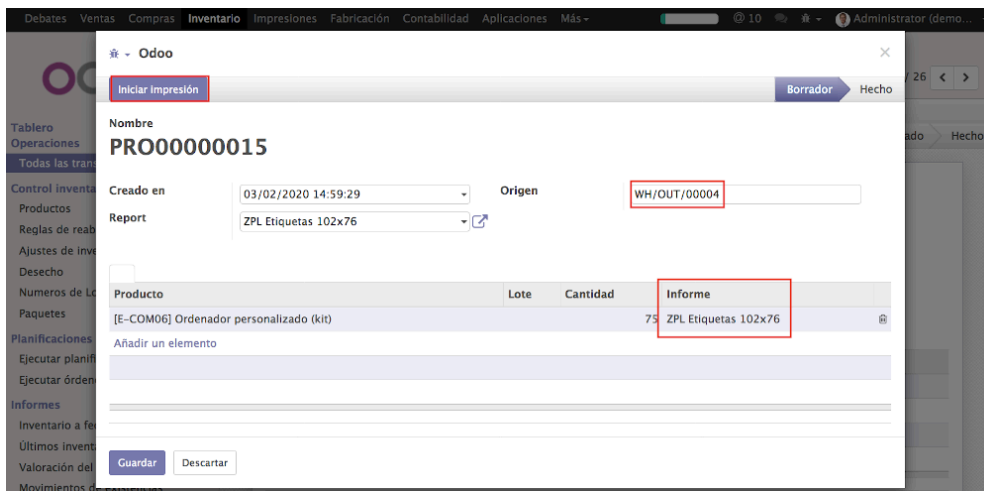 Debates Ventas Compras Inventario Impresiones Fabricación Contabilidad Aplicaciones Más @ 10 Administrator (demo...
Odoo
Iniciar impresión
Borrador Hecho
/ 26
Nombre
PRO00000015
Tablero
Operaciones
Todas las trans
ado Hecho
Creado en 03/02/2020 14:59:29 Origen WH/OUT/00004
Report ZPL Etiquetas 102x76
Control inventa
Productos
Reglas de reab
Ajustes de inve
Desecho
Numeros de Lo
Paquetes
Producto Lote Cantidad Informe
[E-COM06] Ordenador personalizado (kit) 75 ZPL Etiquetas 102x76
Añadir un elemento
Planificaciones
Ejecutar planifi
Ejecutar órden
Informes
Inventario a fe
Últimos invent
Valoración del
Movimientos de existencias
Guardar Descartar